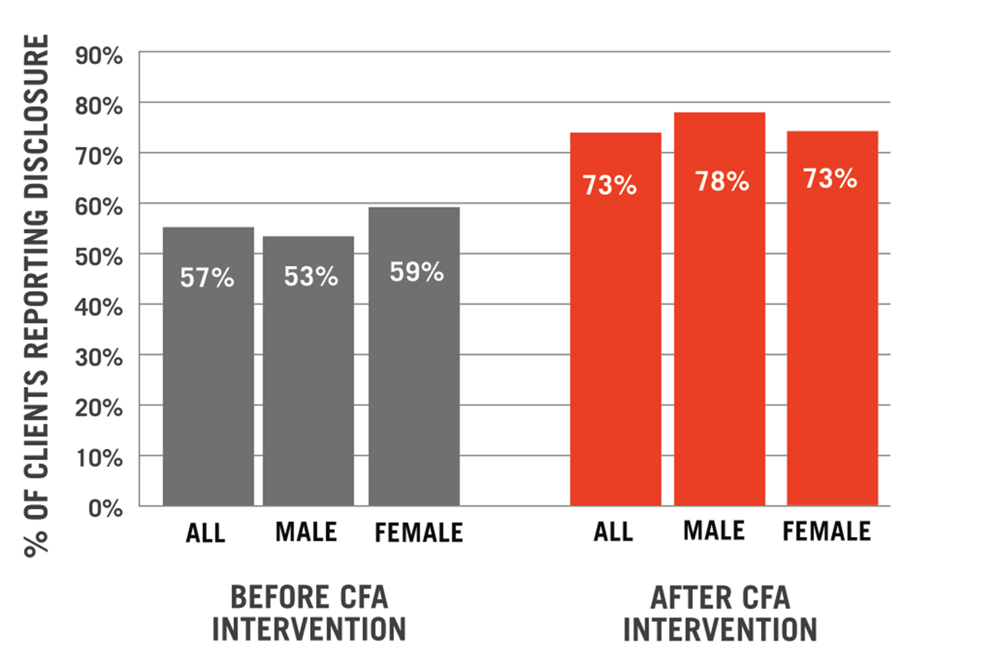 % OF CLIENTS REPORTING DISCLOSURE
90%
80%
70%
60%
50%
40%
30%
20%
10%
0%
57%
53%
59%
73%
78%
73%
ALL
MALE
FEMALE
ALL
MALE
FEMALE
BEFORE CFA
INTERVENTION
AFTER CFA
INTERVENTION